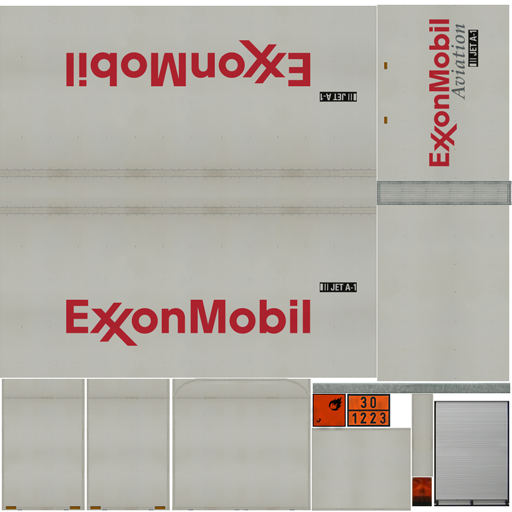 ExxonMobil
JET A-1
ExxonMobil
Aviation
JET A-1
JET A-1
ExxonMobil
30
1223